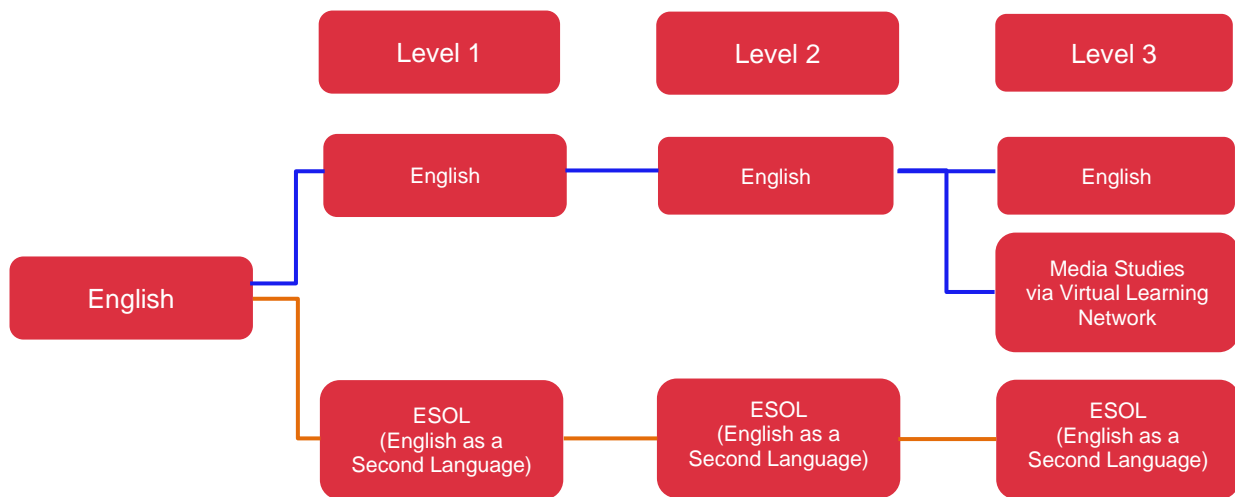 Level 1
Level 2
Level 3
English
English
English
English
Media Studies
via Virtual Learning
Network
ESOL
(English as a
Second Language)
ESOL
(English as a
Second Language)
ESOL
(English as a
Second Language)